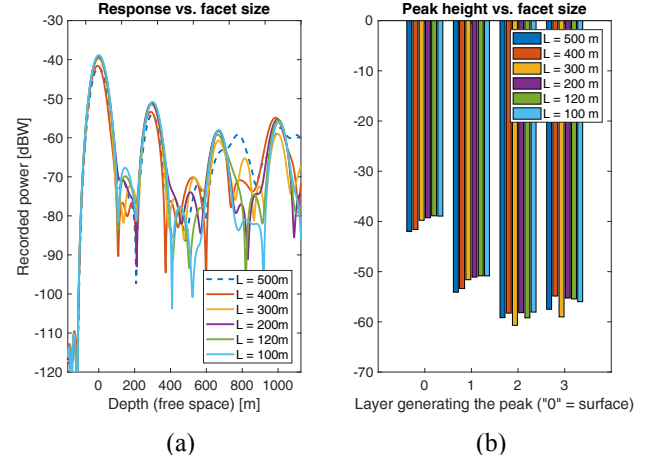 Response vs. facet size
Recorded power [dBW]
-30
-40
-50
-60
-70
-80
-90
-100
-110
-120
0
200
400
600
800
1000
Depth (free space) [m]
L = 500m
L = 400m
L = 300m
L = 200m
L = 120m
L = 100m
(a)
Peak height vs. facet size
0
-10
-20
-30
-40
-50
-60
-70
0
1
2
3
Layer generating the peak ("0" = surface)
L = 500 m
L = 400 m
L = 300 m
L = 200 m
L = 120 m
L = 100 m
(b)